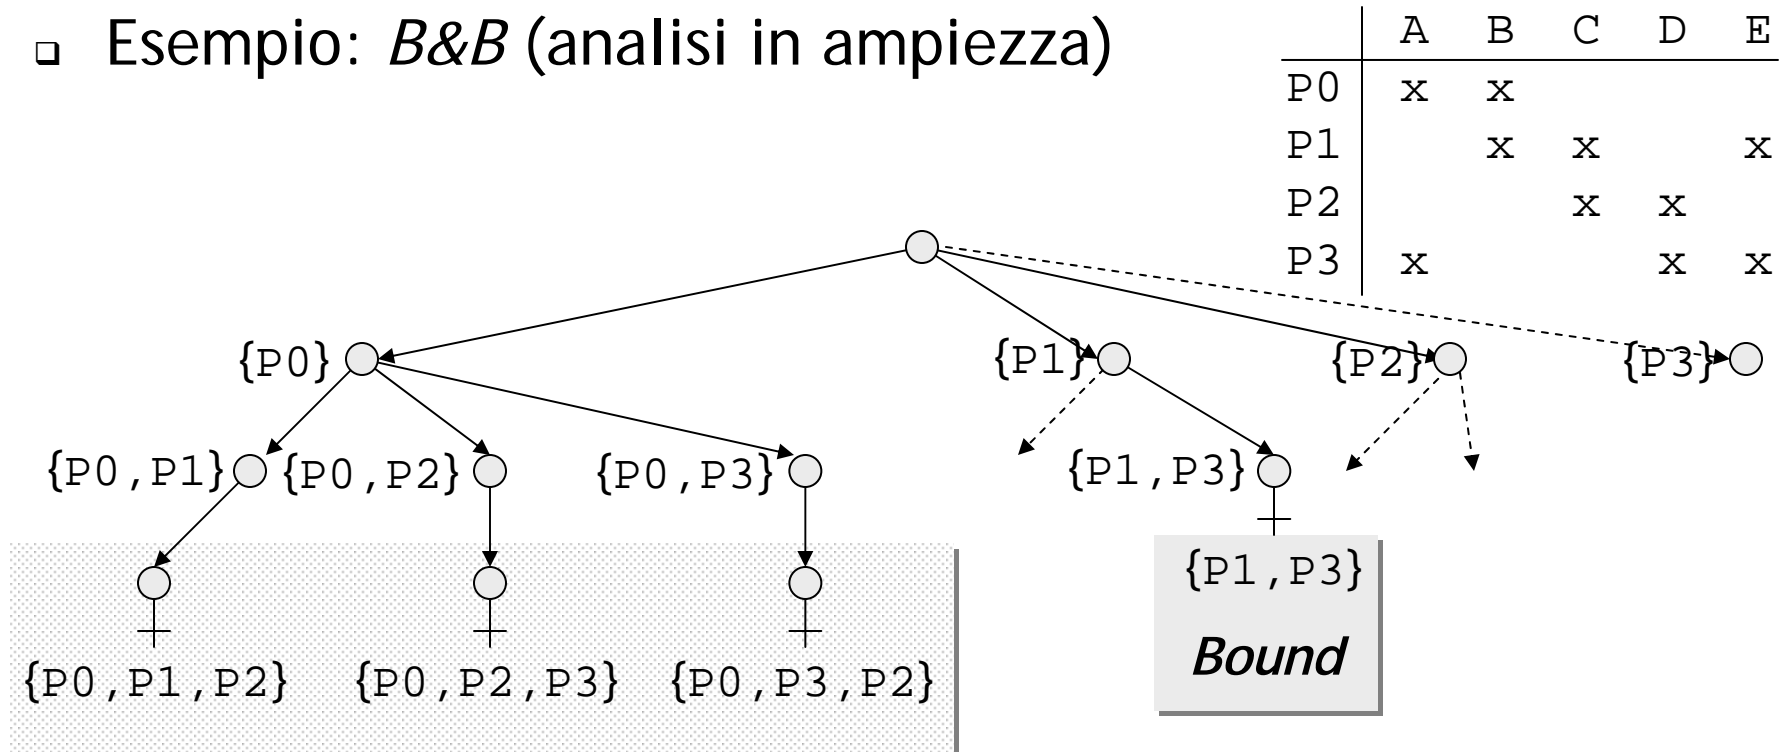 ❑ Esempio: B&B (analisi in ampiezza)
A B C D E
P0 x x
P1 x x x
P2 x x
P3 x x x
{P0} {P1} {P2} {P3}
{P0,P1} {P0,P2} {P0,P3} {P1,P3}
{P1,P3}
Bound
{P0,P1,P2} {P0,P2,P3} {P0,P3,P2}